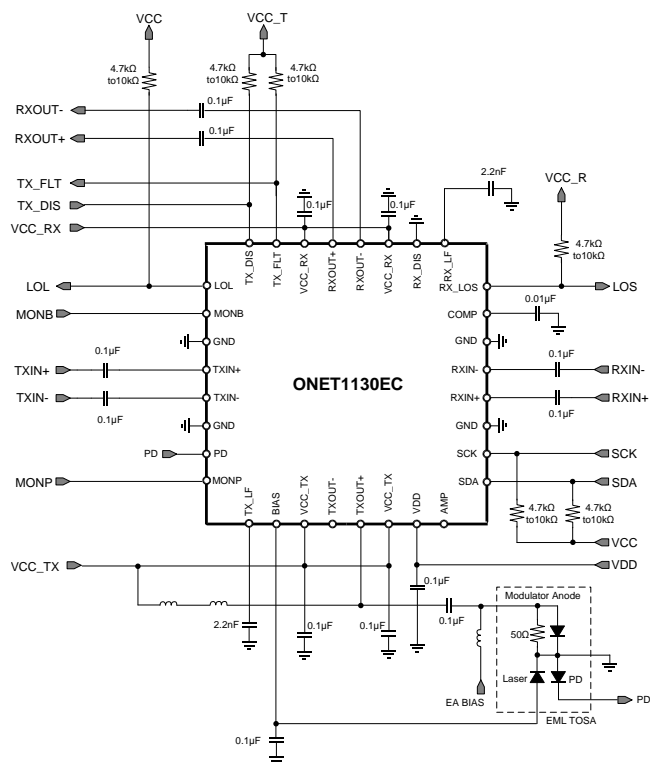 VCC
VCC_T
4.7kΩ
to10kΩ
4.7kΩ
to10kΩ
4.7kΩ
to10kΩ
RXOUT-
0.1µF
RXOUT+
0.1µF
TX_FLT
TX_DIS
VCC_RX
0.1µF
0.1µF
2.2nF
VCC_R
4.7kΩ
to10kΩ
TX_DIS
TX_FLT
VCC_RX
RXOUT+
RXOUT-
VCC_RX
RX_DIS
RX_LF
LOL
LOL
RX_LOS
LOS
MONB
MONB
COMP
0.01µF
GND
GND
TXIN+
0.1µF
TXIN+
ONET1130EC
RXIN-
0.1µF
RXIN-
TXIN-
0.1µF
TXIN-
RXIN+
0.1µF
RXIN+
GND
GND
PD
PD
SCK
SCK
MONP
MONP
SDA
SDA
TX_LF
BIAS
VCC_TX
TXOUT-
TXOUT+
VCC_TX
VDD
AMP
4.7kΩ
to10kΩ
4.7kΩ
to10kΩ
VCC
VCC_TX
VDD
0.1µF
2.2nF
0.1µF
0.1µF
0.1µF
Modulator Anode
50Ω
Laser
PD
EA BIAS
PD
EML TOSA
0.1µF